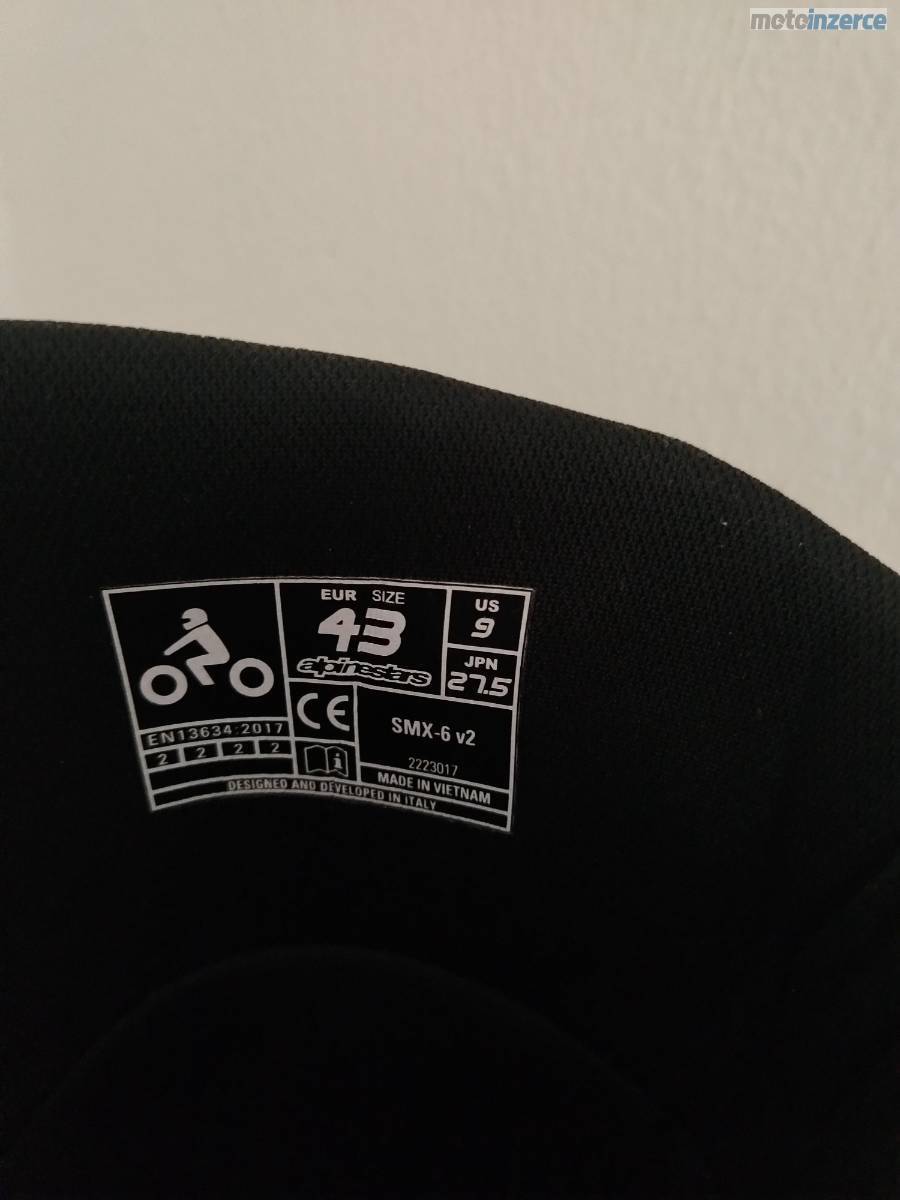 motoinzerce
EUR SIZE
43
alpinestars
US
9
JPN
27.5
EN13634:2017
2 2 2 2
CE
i
SMX-6 v2
2223017
MADE IN VIETNAM
DESIGNED AND DEVELOPED IN ITALY